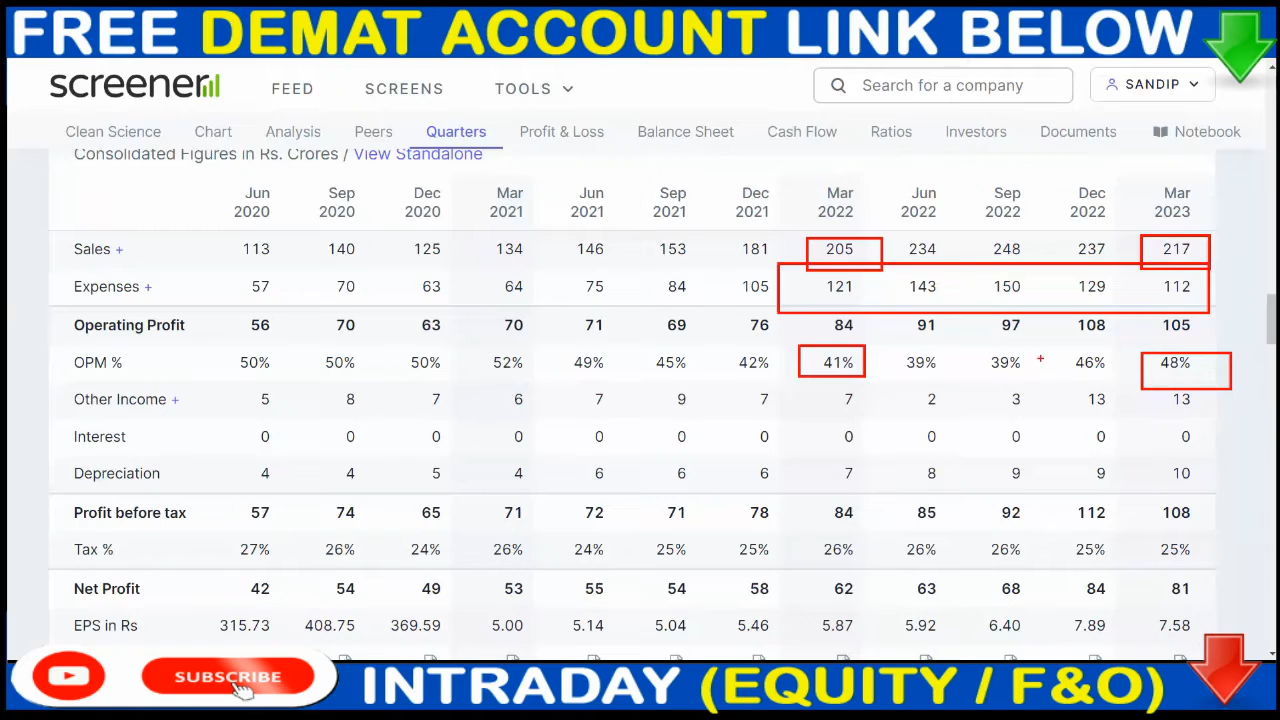 FREE DEMAT ACCOUNT LINK BELOW
screener FEED SCREENS TOOLS Search for a company SANDIP
Clean Science Chart Analysis Peers Quarters Profit & Loss Balance Sheet Cash Flow Ratios Investors Documents Notebook
Consolidated Figures in Rs. Crores / View Standalone
Jun 2020 Sep 2020 Dec 2020 Mar 2021 Jun 2021 Sep 2021 Dec 2021 Mar 2022 Jun 2022 Sep 2022 Dec 2022 Mar 2023
Sales + 113 140 125 134 146 153 181 205 234 248 237 217
Expenses + 57 70 63 64 75 84 105 121 143 150 129 112
Operating Profit 56 70 63 70 71 69 76 84 91 97 108 105
OPM % 50% 50% 50% 52% 49% 45% 42% 41% 39% 39% + 46% 48%
Other Income + 5 8 7 6 7 9 7 7 2 3 13 13
Interest 0 0 0 0 0 0 0 0 0 0 0 0
Depreciation 4 4 5 4 6 6 6 7 8 9 9 10
Profit before tax 57 74 65 71 72 71 78 84 85 92 112 108
Tax % 27% 26% 24% 26% 24% 25% 25% 26% 26% 26% 25% 25%
Net Profit 42 54 49 53 55 54 58 62 63 68 84 81
EPS in Rs 315.73 408.75 369.59 5.00 5.14 5.04 5.46 5.87 5.92 6.40 7.89 7.58
SUBSCRIBE INTRADAY (EQUITY / F&O)